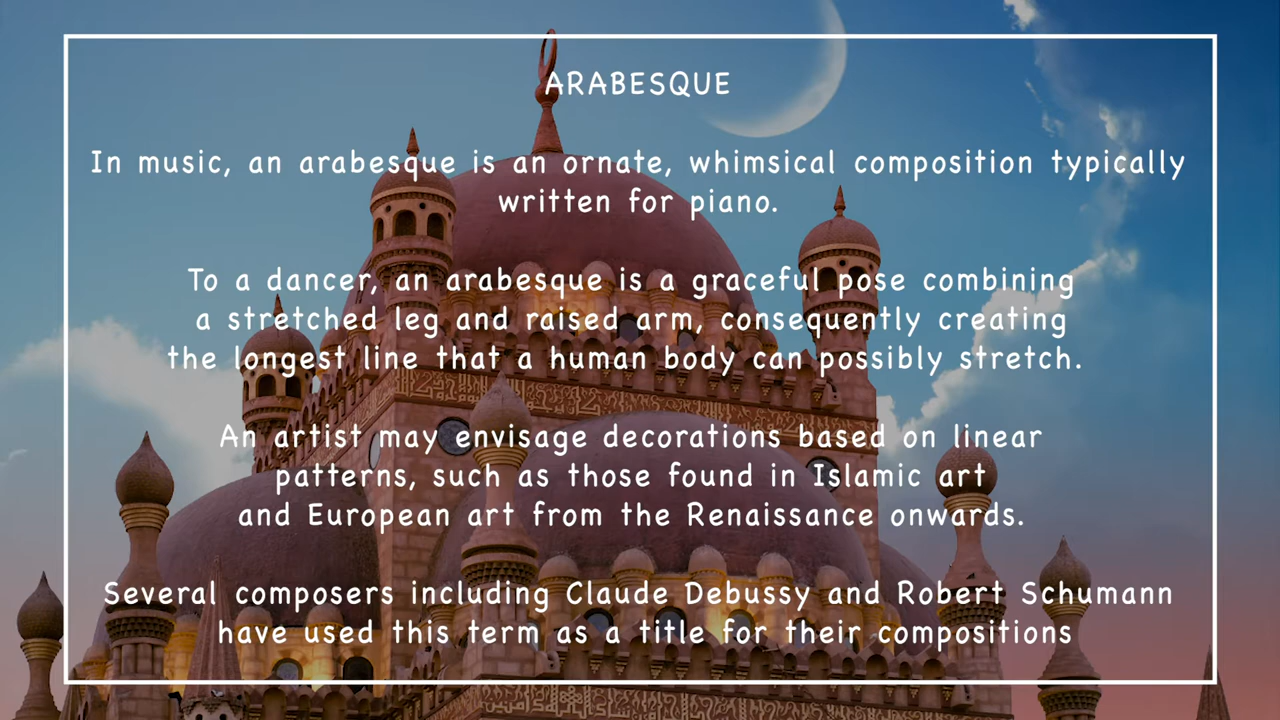 ARABESQUE
In music, an arabesque is an ornate, whimsical composition typically
written for piano.
To a dancer, an arabesque is a graceful pose combining
a stretched leg and raised arm, consequently creating
the longest line that a human body can possibly stretch.
An artist may envisage decorations based on linear
patterns, such as those found in Islamic art
and European art from the Renaissance onwards.
Several composers including Claude Debussy and Robert Schumann
have used this term as a title for their compositions